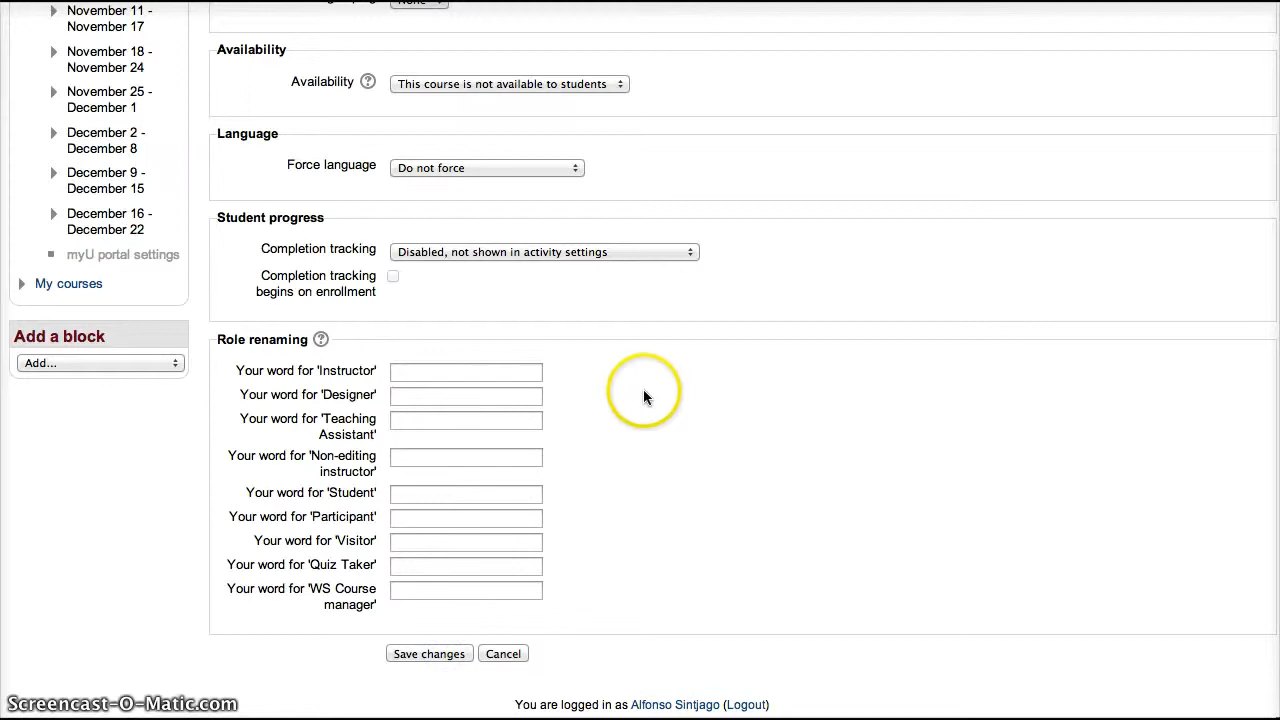 November 11 -
November 17
November 18 -
November 24
November 25 -
December 1
December 2 -
December 8
December 9 -
December 15
December 16 -
December 22
myU portal settings
My courses
Add a block
Add...
Availability
Availability This course is not available to students
Language
Force language Do not force
Student progress
Completion tracking Disabled, not shown in activity settings
Completion tracking
begins on enrollment
Role renaming
Your word for 'Instructor'
Your word for 'Designer'
Your word for 'Teaching
Assistant'
Your word for 'Non-editing
instructor'
Your word for 'Student'
Your word for 'Participant'
Your word for 'Visitor'
Your word for 'Quiz Taker'
Your word for 'WS Course
manager'
Save changes Cancel
You are logged in as Alfonso Sintjago (Logout)
Screencast-O-Matic.com